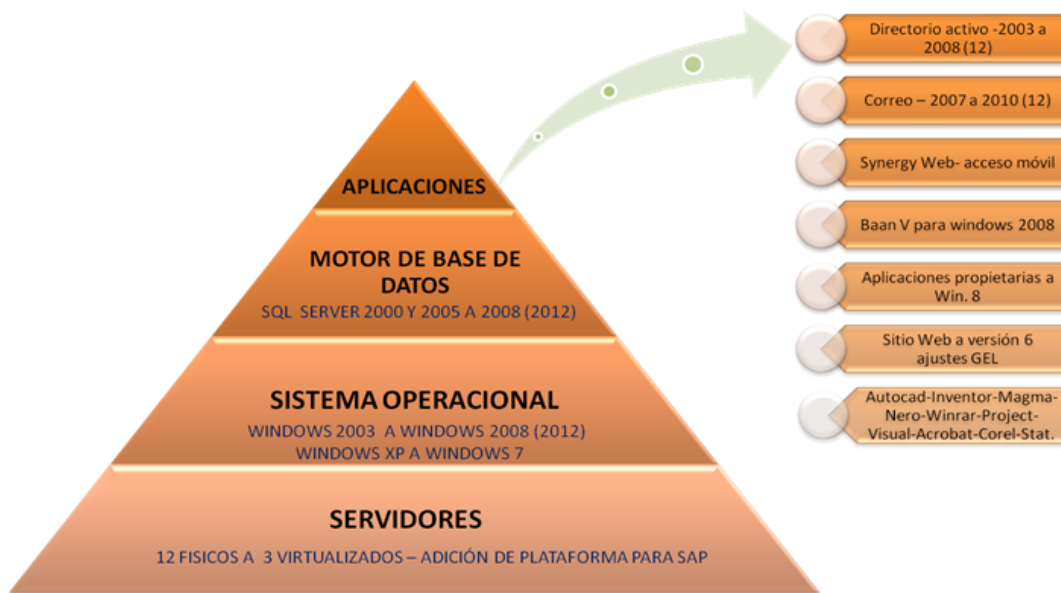 APLICACIONES
MOTOR DE BASE DE
DATOS
SQL SERVER 2000 Y 2005 A 2008 (2012)
SISTEMA OPERACIONAL
WINDOWS 2003 A WINDOWS 2008 (2012)
WINDOWS XP A WINDOWS 7
SERVIDORES
12 FISICOS A 3 VIRTUALIZADOS – ADICIÓN DE PLATAFORMA PARA SAP
Directorio activo -2003 a
2008 (12)
Correo – 2007 a 2010 (12)
Synergy Web- acceso móvil
Baan V para windows 2008
Aplicaciones propietarias a
Win. 8
Sitio Web a versión 6
ajustes GEL
Autocad-Inventor-Magma-
Nero-Winrar-Project-
Visual-Acrobat-Corel-Stat.